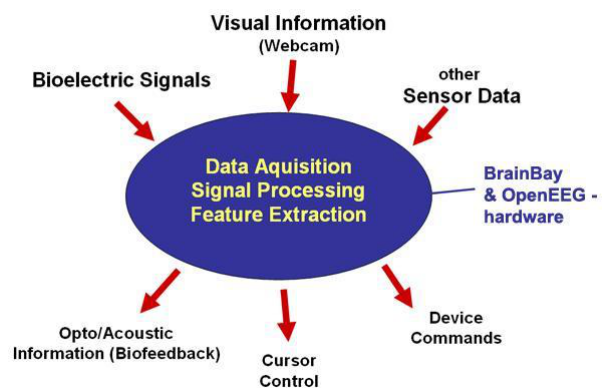 Visual Information
(Webcam)
Bioelectric Signals
other
Sensor Data
Data Aquisition
Signal Processing
Feature Extraction
BrainBay
& OpenEEG -
hardware
Opto/Acoustic
Information (Biofeedback)
Cursor
Control
Device
Commands